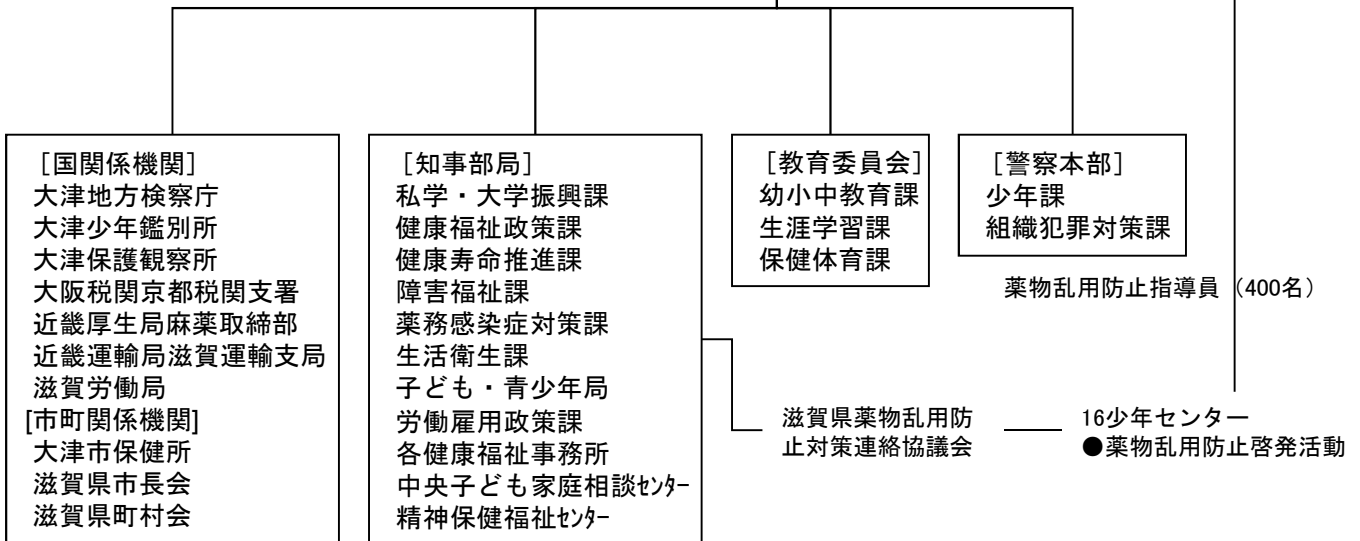 [国関係機関]
大津地方検察庁
大津少年鑑別所
大津保護観察所
大阪税関京都税関支署
近畿厚生局麻薬取締部
近畿運輸局滋賀運輸支局
滋賀労働局
[市町関係機関]
大津市保健所
滋賀県市長会
滋賀県町村会
[知事部局]
私学・大学振興課
健康福祉政策課
健康寿命推進課
障害福祉課
薬務感染症対策課
生活衛生課
子ども・青少年局
労働雇用政策課
各健康福祉事務所
中央子ども家庭相談ｾﾝﾀｰ
精神保健福祉ｾﾝﾀｰ
[教育委員会]
幼小中教育課
生涯学習課
保健体育課
[警察本部]
少年課
組織犯罪対策課
薬物乱用防止指導員（400名）
滋賀県薬物乱用防
止対策連絡協議会
16少年センター
●薬物乱用防止啓発活動